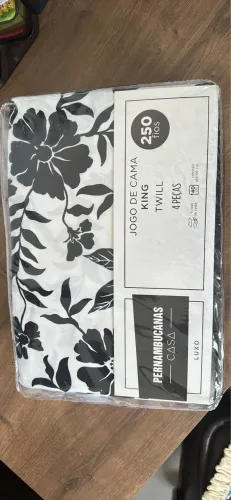 250
fios
JOGO DE CAMA
KING
TWILL
4 PEÇAS
PERNAMBUCANAS
CASA
LUXO